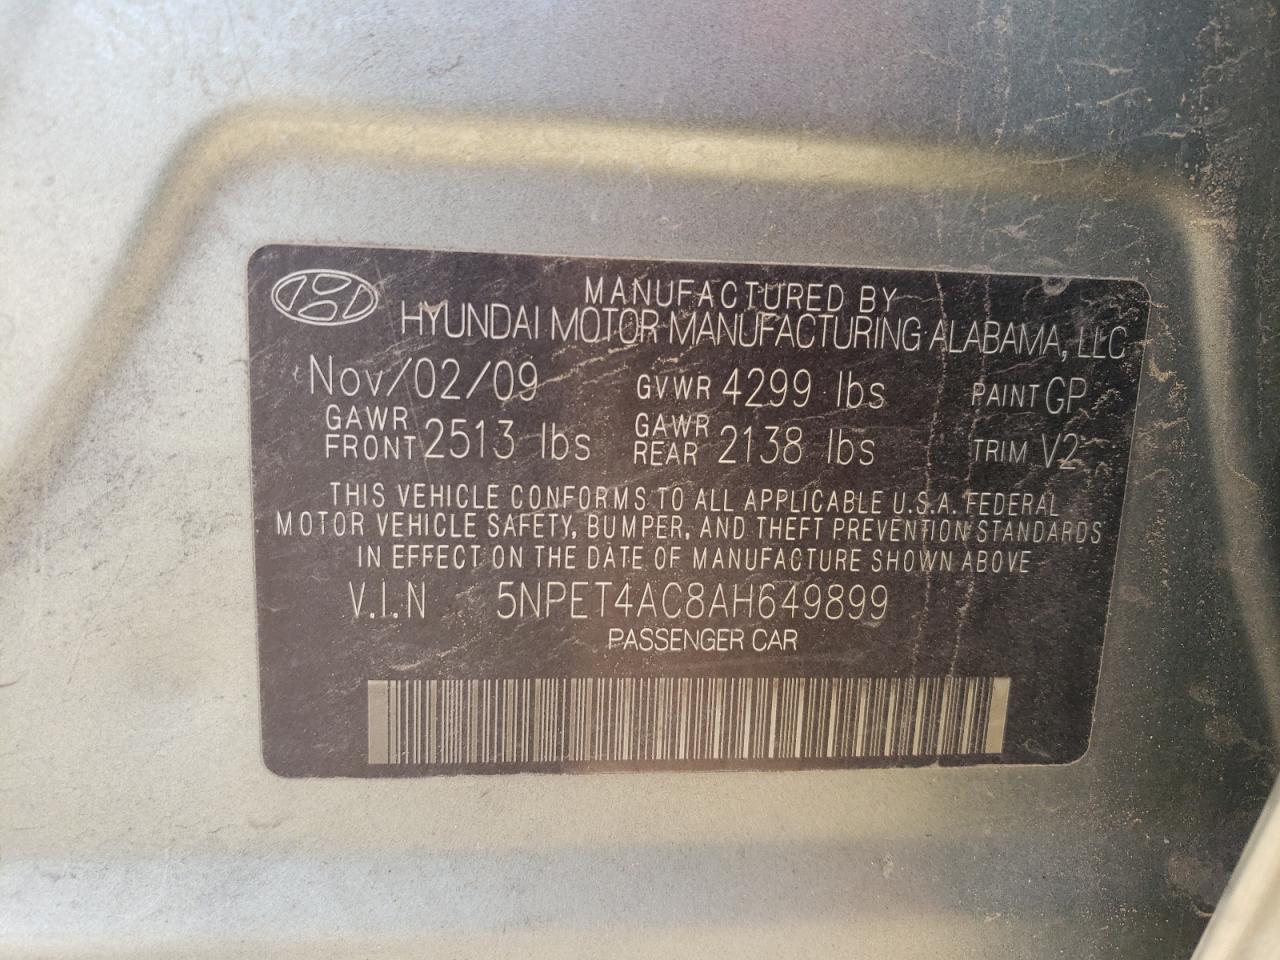 MANUFACTURED BY
HYUNDAI MOTOR MANUFACTURING ALABAMA, LLC
Nov/02/09 GVWR 4299 lbs PAINT GP
GAWR FRONT 2513 lbs GAWR REAR 2138 lbs TRIM V2
THIS VEHICLE CONFORMS TO ALL APPLICABLE U.S.A. FEDERAL
MOTOR VEHICLE SAFETY, BUMPER, AND THEFT PREVENTION STANDARDS
IN EFFECT ON THE DATE OF MANUFACTURE SHOWN ABOVE
V.I.N 5NPET4AC8AH649899
PASSENGER CAR